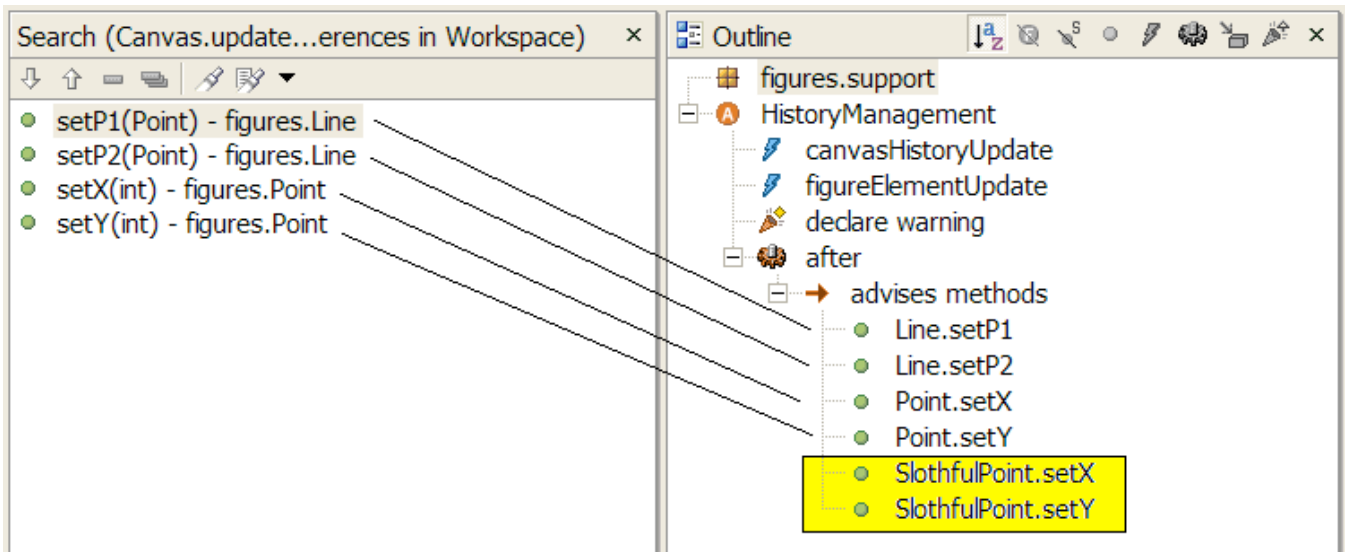 Search (Canvas.update...erences in Workspace)
setP1(Point) - figures.Line
setP2(Point) - figures.Line
setX(int) - figures.Point
setY(int) - figures.Point
Outline
figures.support
HistoryManagement
canvasHistoryUpdate
figureElementUpdate
declare warning
after
advises methods
Line.setP1
Line.setP2
Point.setX
Point.setY
SlothfulPoint.setX
SlothfulPoint.setY